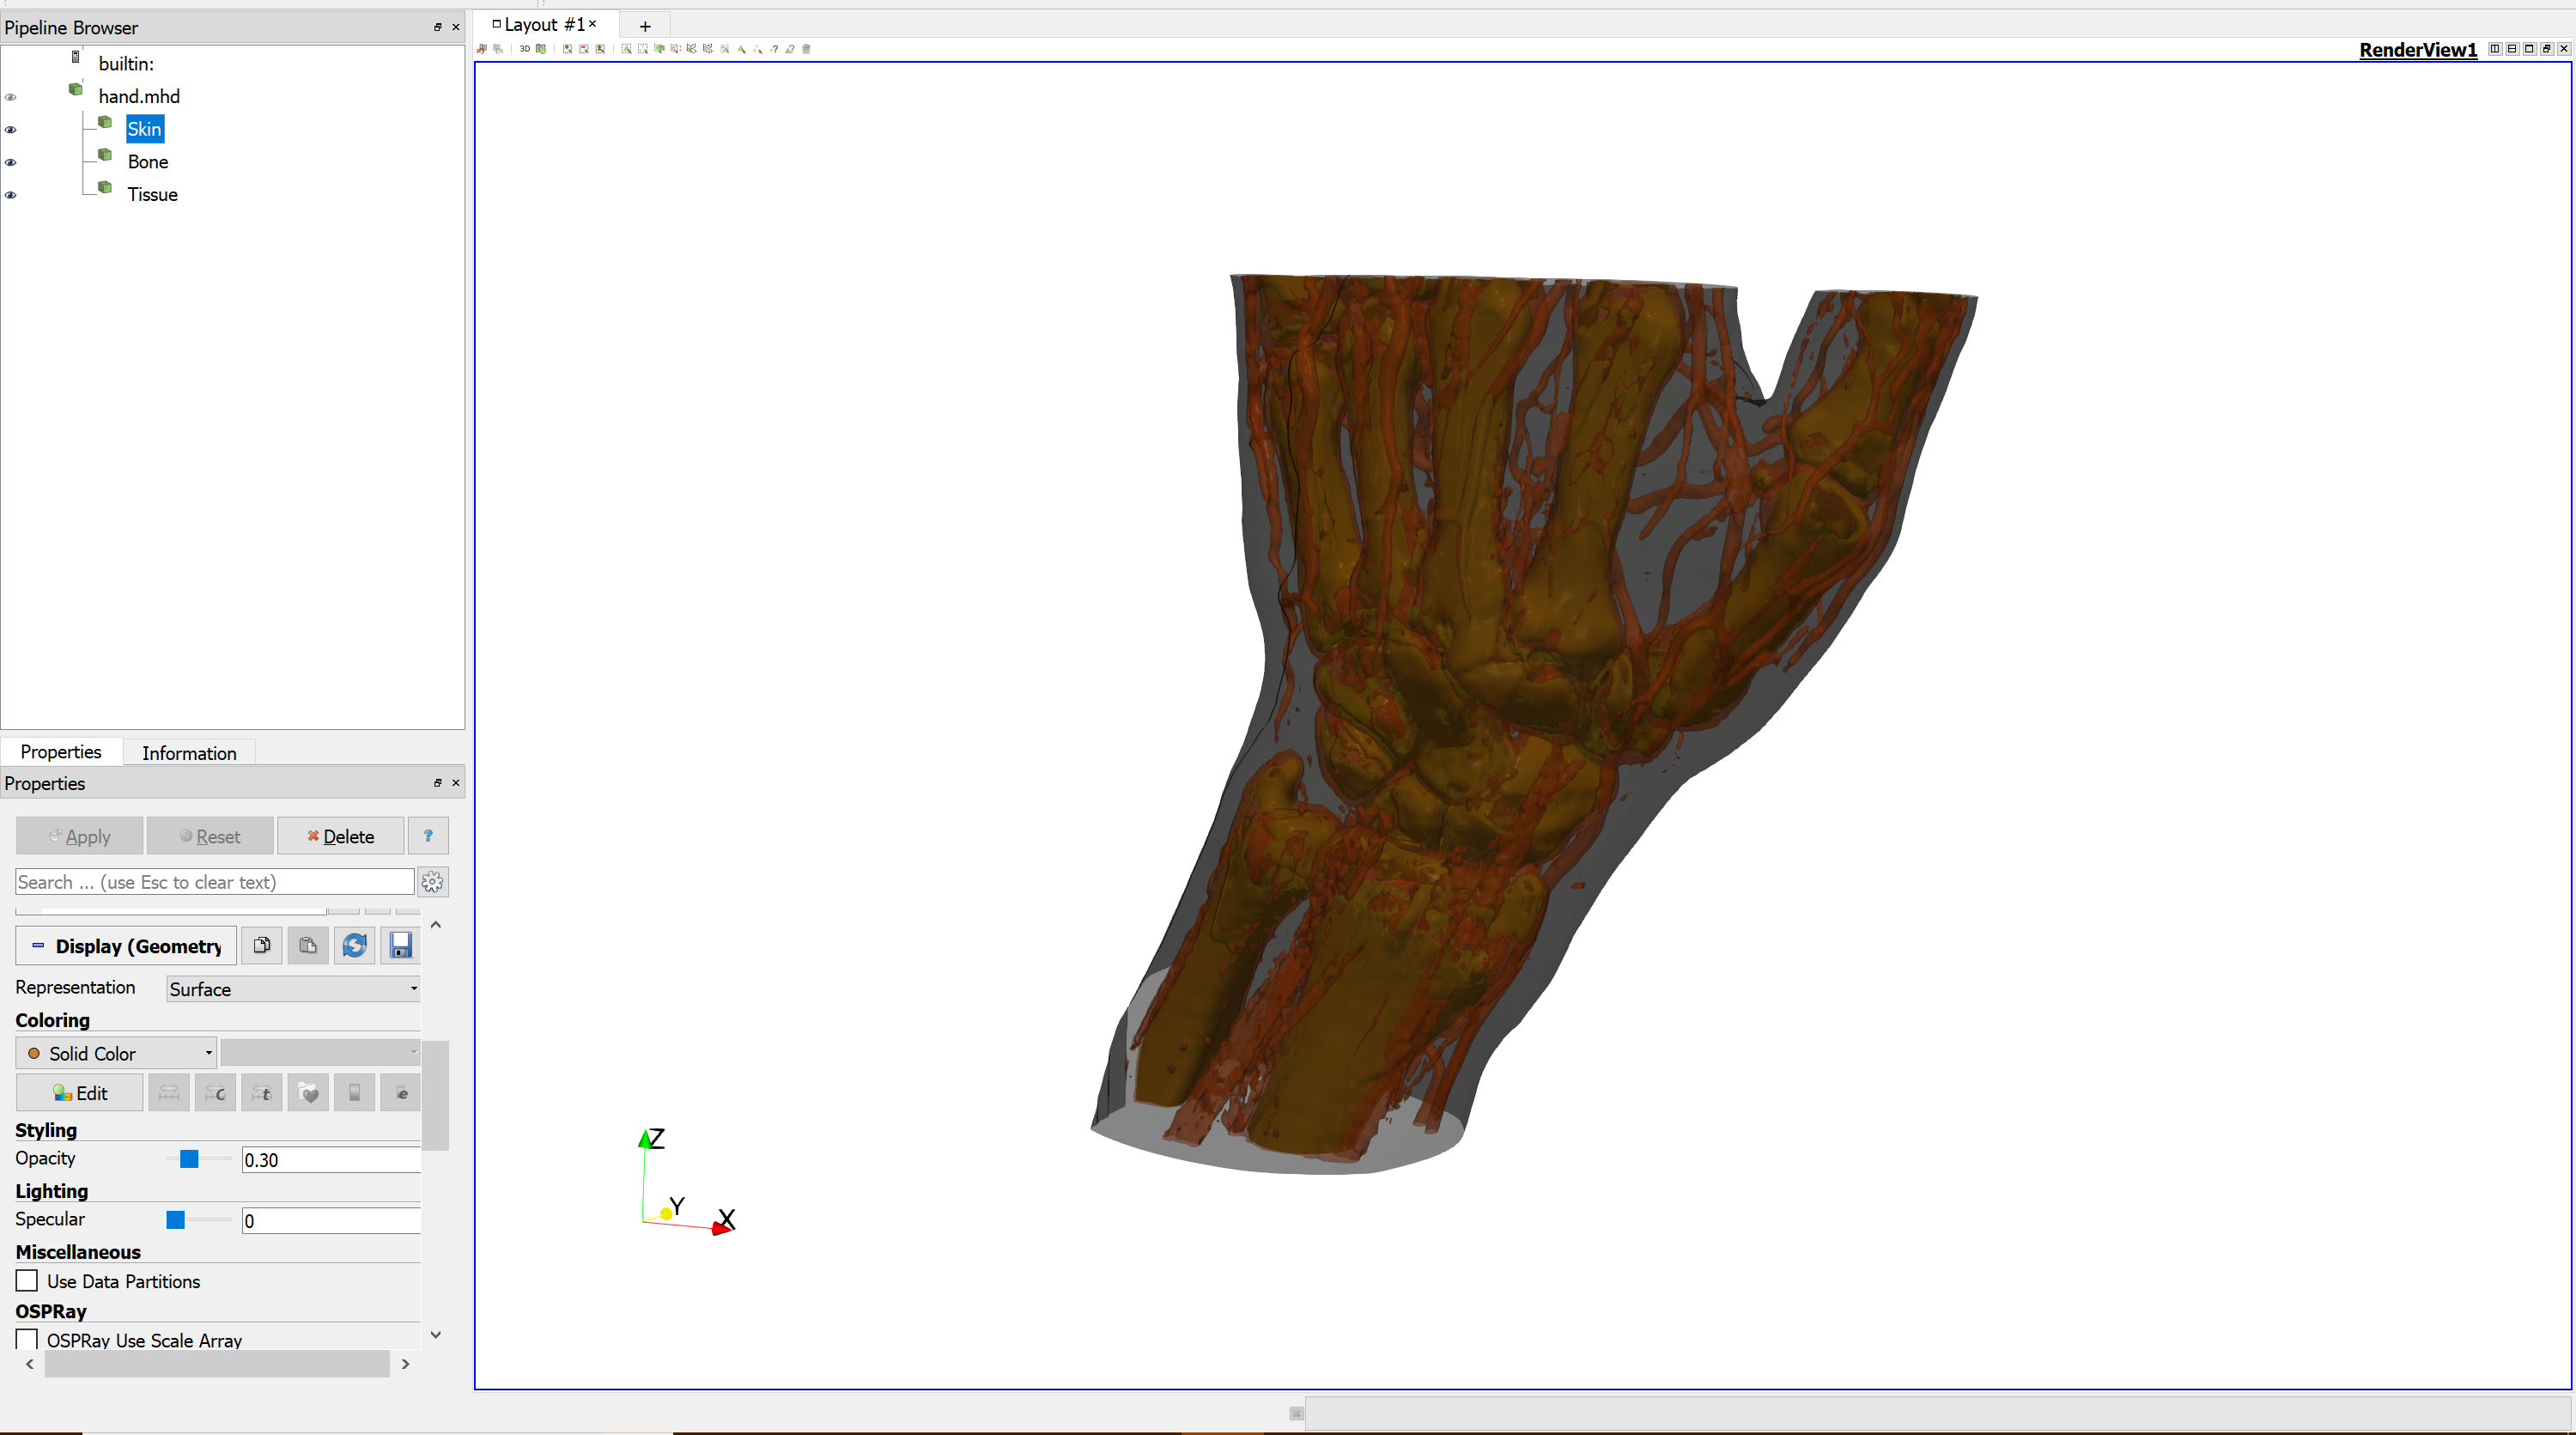 Pipeline Browser
builtin:
hand.mhd
Skin
Bone
Tissue
Properties Information
Properties
Apply Reset Delete ?
Search ... (use Esc to clear text)
Display (Geometry
Representation Surface
Coloring
Solid Color
Edit c t e
Styling
Opacity 0.30
Lighting
Specular 0
Miscellaneous
Use Data Partitions
OSPRay
OSPRay Use Scale Array
Layout #1 +
3D ? ?
RenderView1
Z
Y
X